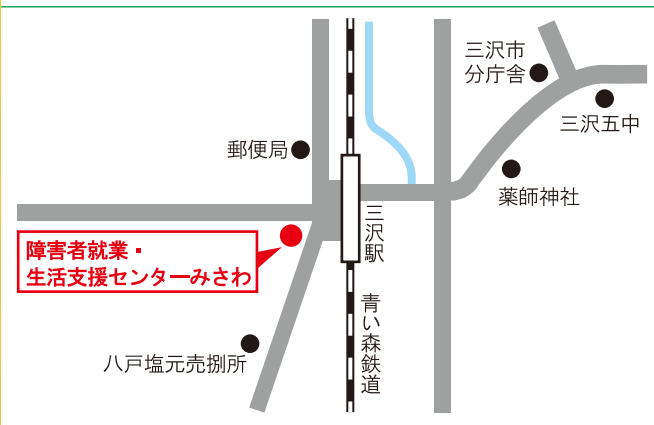 三沢市
分庁舎
三沢五中
郵便局
薬師神社
三沢駅
障害者就業・
生活支援センターみさわ
青い森鉄道
八戸塩元売捌所